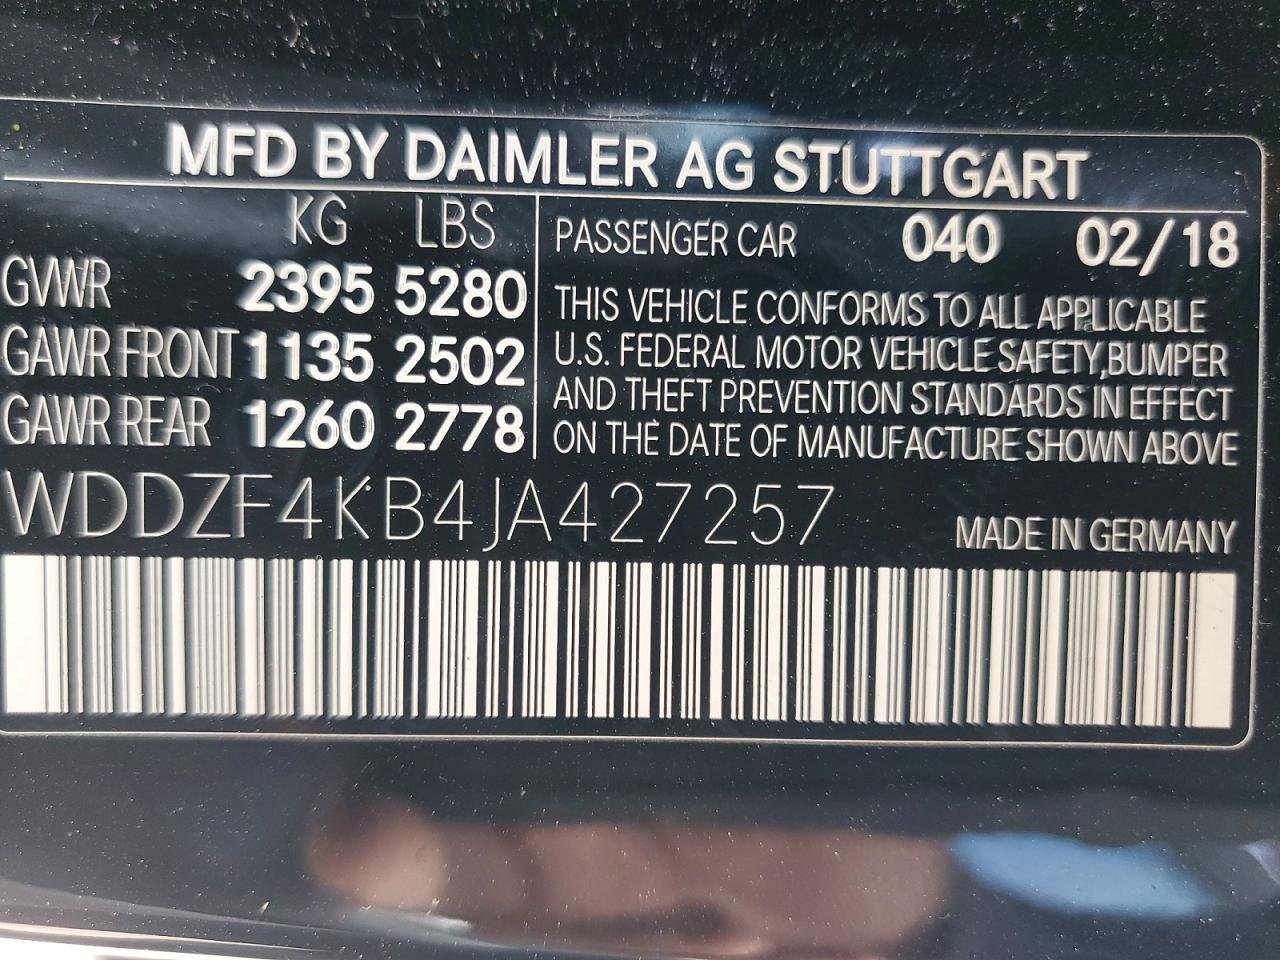 MFD BY DAIMLER AG STUTTGART
KG LBS
GVWR 2395 5280
GAWR FRONT 1135 2502
GAWR REAR 1260 2778
PASSENGER CAR 040 02/18
THIS VEHICLE CONFORMS TO ALL APPLICABLE
U.S. FEDERAL MOTOR VEHICLE SAFETY, BUMPER
AND THEFT PREVENTION STANDARDS IN EFFECT
ON THE DATE OF MANUFACTURE SHOWN ABOVE
WDDZF4KB4JA427257
MADE IN GERMANY